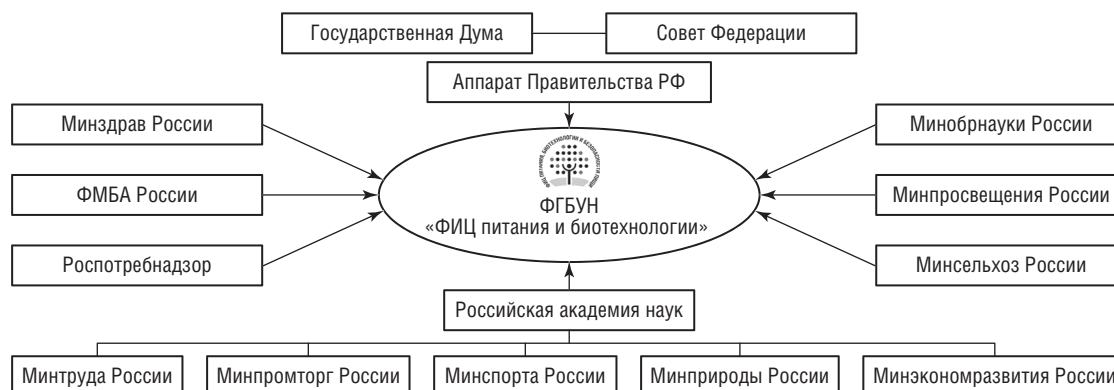 Государственная Дума
Совет Федерации
Аппарат Правительства РФ
Минздрав России
Минобрнауки России
ФМБА России
ФГБУН
«ФИЦ питания и биотехнологии»
Минпросвещения России
Роспотребнадзор
Минсельхоз России
Российская академия наук
Минтруда России
Минпромторг России
Минспорта России
Минприроды России
Минэкономразвития России